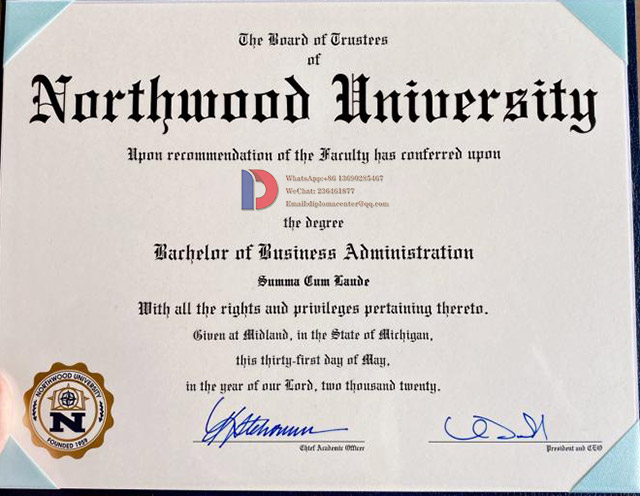 The Board of Trustees
of
Northwood University
Upon recommendation of the Faculty has conferred upon
WhatsApp:+86 13699285467
WeChat: 236461877
Email:diplomacenter@qq.com
the degree
Bachelor of Business Administration
Summa Cum Laude
With all the rights and privileges pertaining thereto.
Given at Midland, in the State of Michigan,
this thirty-first day of May,
in the year of our Lord, two thousand twenty.
NORTHWOOD UNIVERSITY
N
FOUNDED 1959
Chief Academic Officer
President and CEO